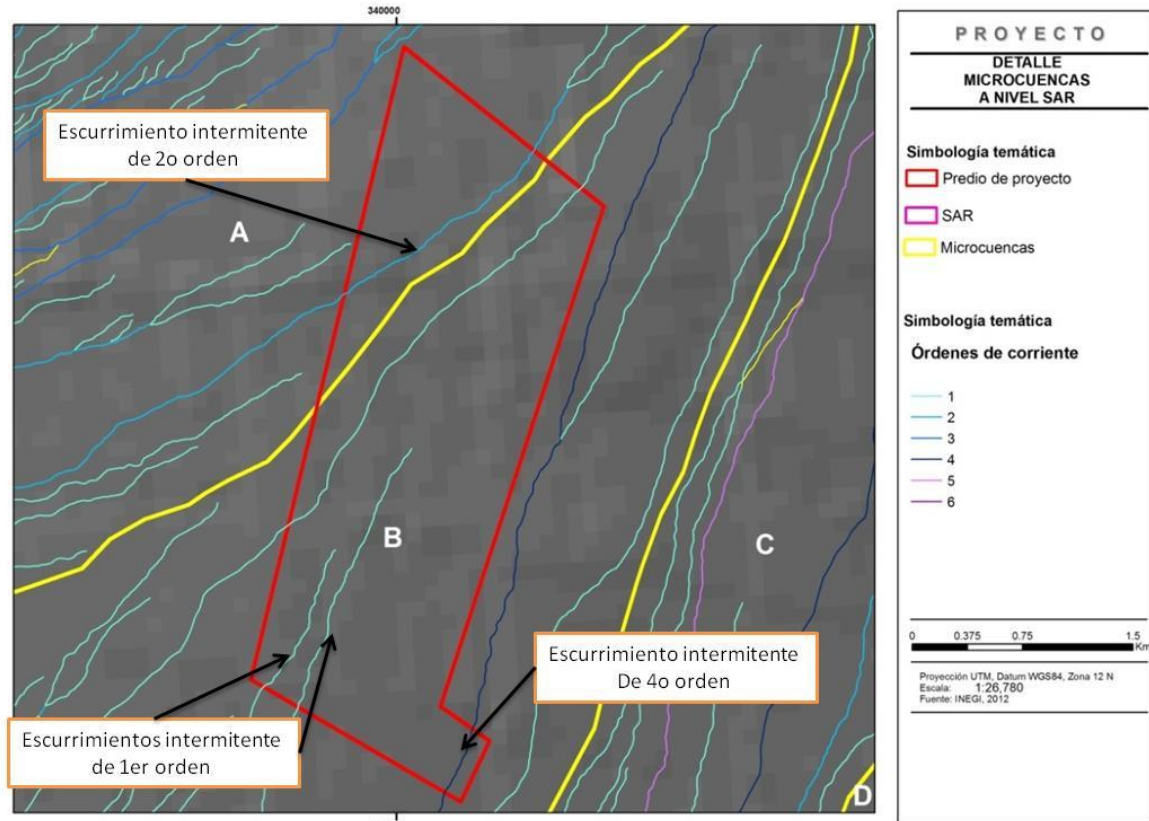 340000
Escurrimiento intermitente
de 2o orden
A
B
C
D
Escurrimiento intermitente
De 4o orden
Escurrimientos intermitente
de 1er orden
PROYECTO
DETALLE
MICROCUENCAS
A NIVEL SAR
Simbología temática
Predio de proyecto
SAR
Microcuencas
Simbología temática
Órdenes de corriente
1
2
3
4
5
6
0 0.375 0.75 1.5
Km
Proyección UTM, Datum WGS84, Zona 12 N
Escala: 1:26,780
Fuente: INEGI, 2012